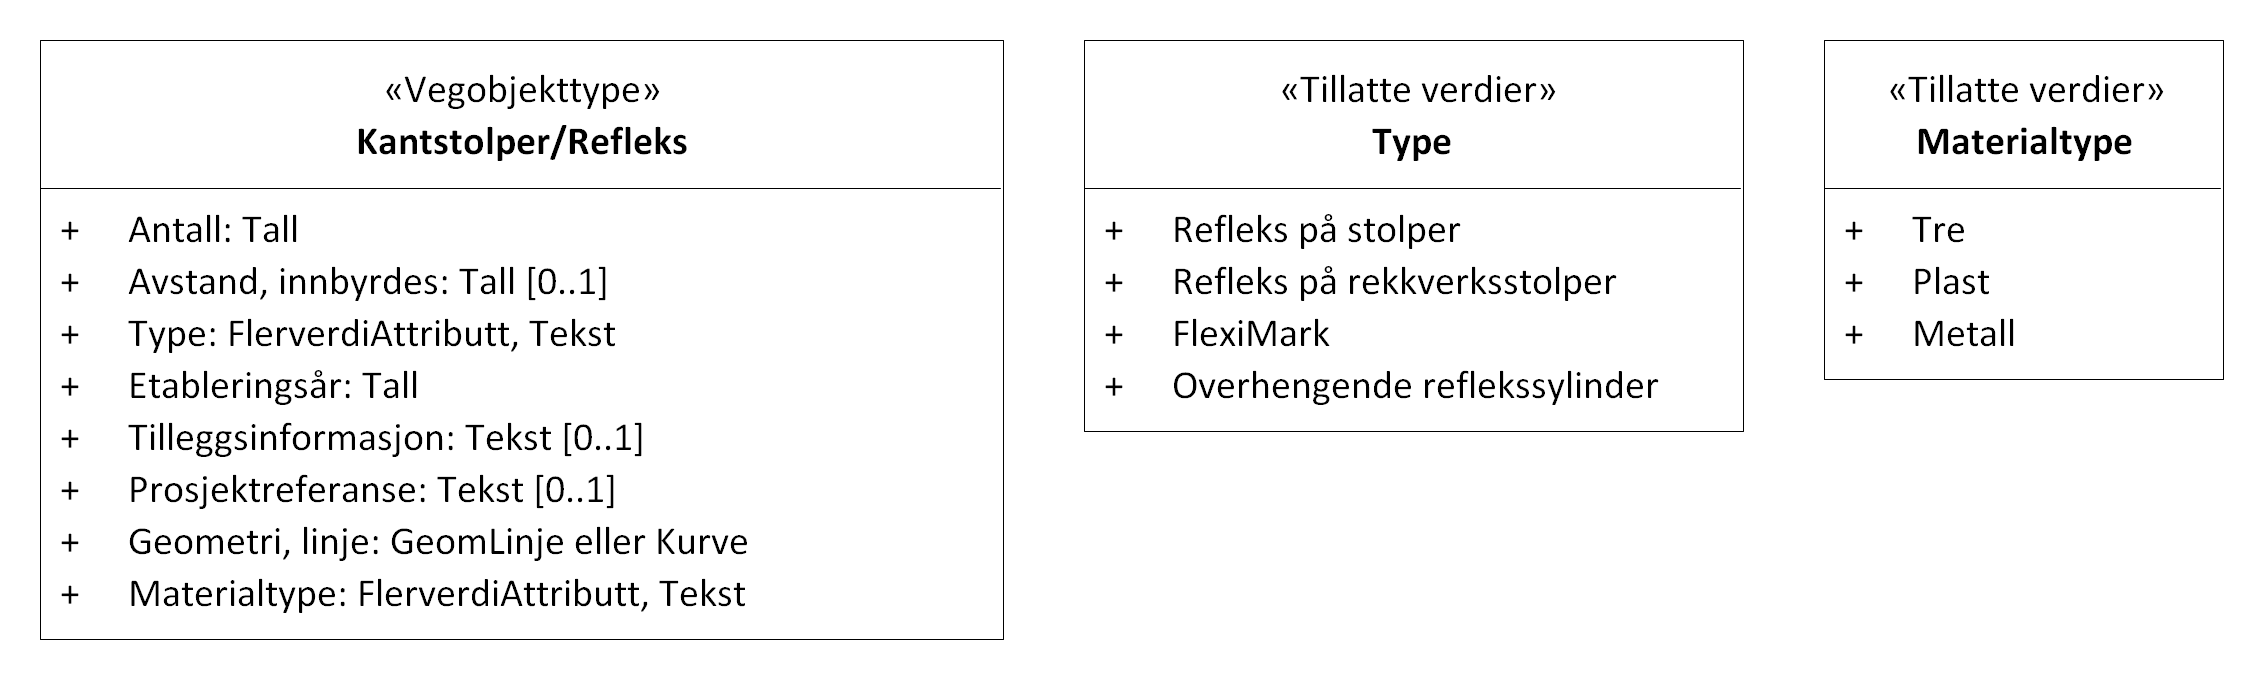 «Vegobjekttype»
Kantstolper/Refleks
+ Antall: Tall
+ Avstand, innbyrdes: Tall [0..1]
+ Type: FlerverdiAttributt, Tekst
+ Etableringsår: Tall
+ Tilleggsinformasjon: Tekst [0..1]
+ Prosjektreferanse: Tekst [0..1]
+ Geometri, linje: GeomLinje eller Kurve
+ Materialtype: FlerverdiAttributt, Tekst
«Tillatte verdier»
Type
+ Refleks på stolper
+ Refleks på rekkverksstolper
+ FlexiMark
+ Overhengende reflekssylinder
«Tillatte verdier»
Materialtype
+ Tre
+ Plast
+ Metall